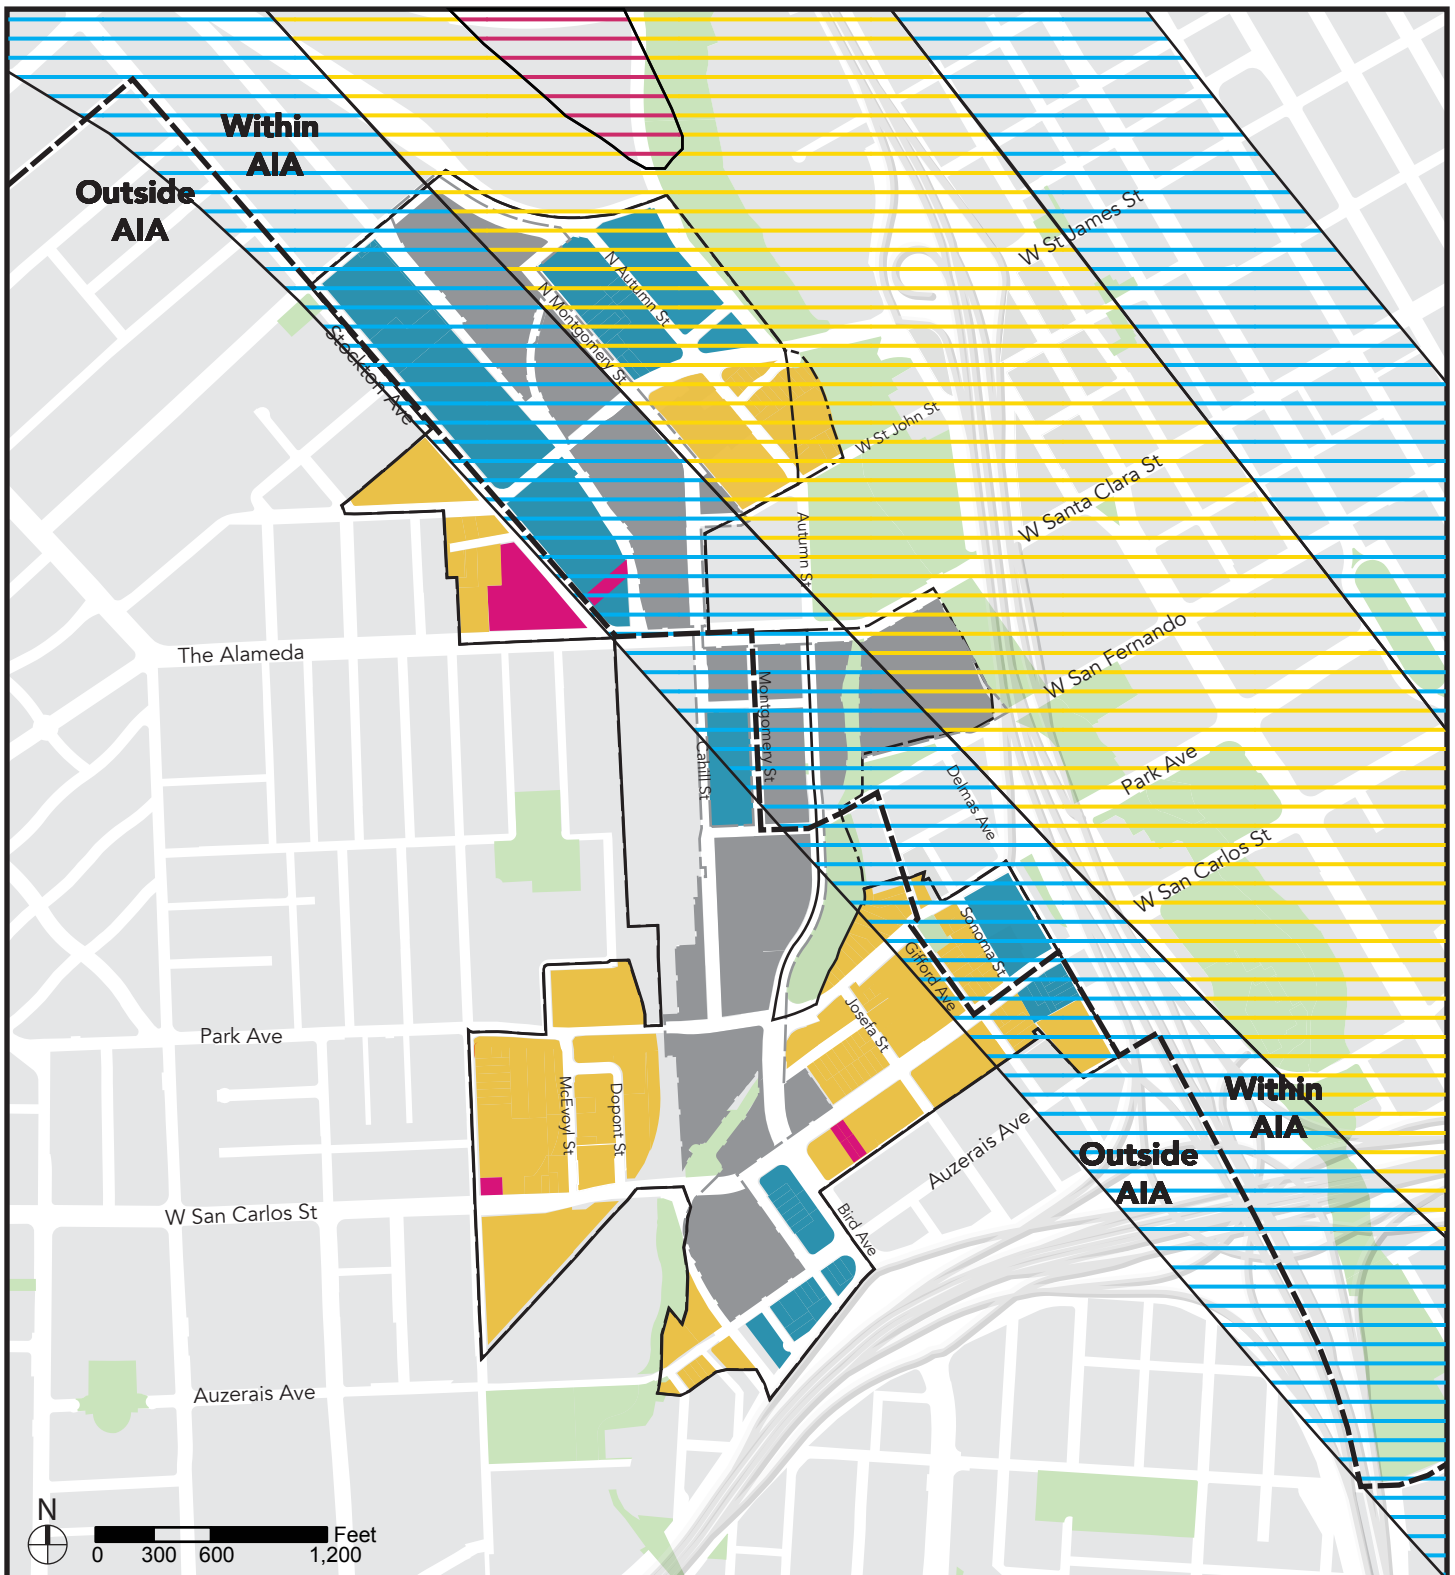 Within
AIA
Outside
AIA
W St James St
N Autumn St
N Montgomery St
Stockton Ave
W St John St
W Santa Clara St
Autumn St
W San Fernando
The Alameda
Montgomery St
Cahill St
Park Ave
Delmas Ave
W San Carlos St
Sonoma St
Gifford Ave
Josefa St
Park Ave
McEvoyl St
Dopont St
Within
AIA
Auzerais Ave
Outside
AIA
W San Carlos St
Bird Ave
Auzerais Ave
N
Feet
0 300 600 1,200